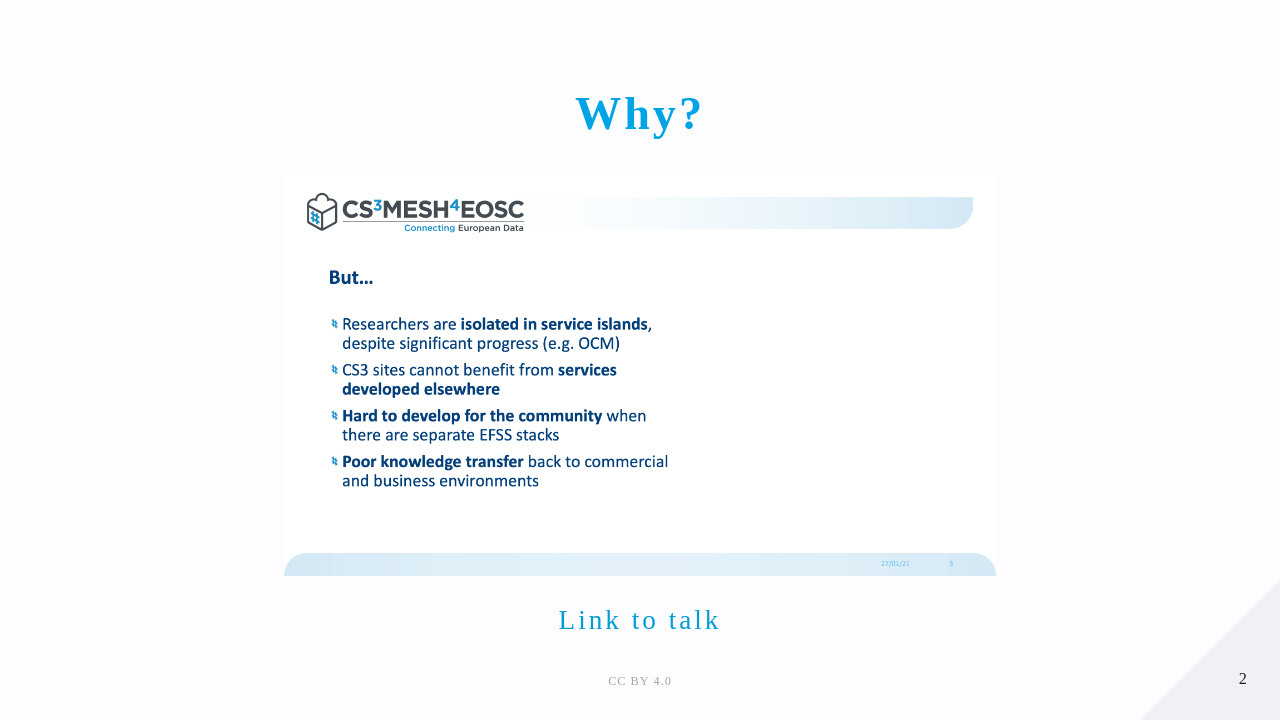 Why?
CS³MESH⁴EOSC
Connecting European Data
But...
Researchers are isolated in service islands,
despite significant progress (e.g. OCM)
CS3 sites cannot benefit from services
developed elsewhere
Hard to develop for the community when
there are separate EFSS stacks
Poor knowledge transfer back to commercial
and business environments
27/01/21 3
Link to talk
CC BY 4.0
2